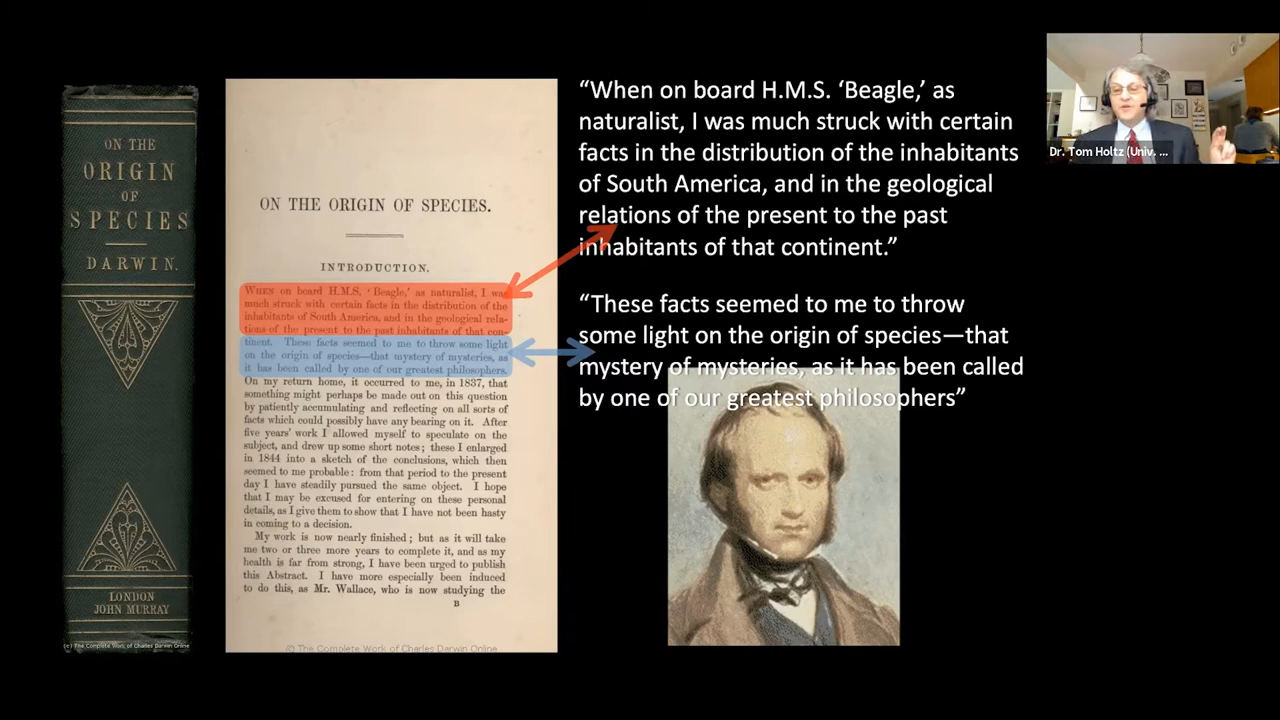 ON THE
ORIGIN
OF
SPECIES
DARWIN.
LONDON
JOHN MURRAY
(c) The Complete Work of Charles Darwin Online
ON THE ORIGIN OF SPECIES.
INTRODUCTION.
WHEN on board H.M.S. ‘Beagle,’ as naturalist, I was
much struck with certain facts in the distribution of the
inhabitants of South America, and in the geological rela-
tions of the present to the past inhabitants of that con-
tinent. These facts seemed to me to throw some light
on the origin of species—that mystery of mysteries, as
it has been called by one of our greatest philosophers.
On my return home, it occurred to me, in 1837, that
something might perhaps be made out on this question
by patiently accumulating and reflecting on all sorts of
facts which could possibly have any bearing on it. After
five years’ work I allowed myself to speculate on the
subject, and drew up some short notes; these I enlarged
in 1844 into a sketch of the conclusions, which then
seemed to me probable: from that period to the present
day I have steadily pursued the same object. I hope
that I may be excused for entering on these personal
details, as I give them to show that I have not been hasty
in coming to a decision.
My work is now nearly finished; but as it will take
me two or three more years to complete it, and as my
health is far from strong, I have been urged to publish
this Abstract. I have more especially been induced
to do this, as Mr. Wallace, who is now studying the
B
© The Complete Work of Charles Darwin Online
“When on board H.M.S. ‘Beagle,’ as
naturalist, I was much struck with certain
facts in the distribution of the inhabitants
of South America, and in the geological
relations of the present to the past
inhabitants of that continent.”
“These facts seemed to me to throw
some light on the origin of species—that
mystery of mysteries, as it has been called
by one of our greatest philosophers”
Dr. Tom Holtz (Univ. ...